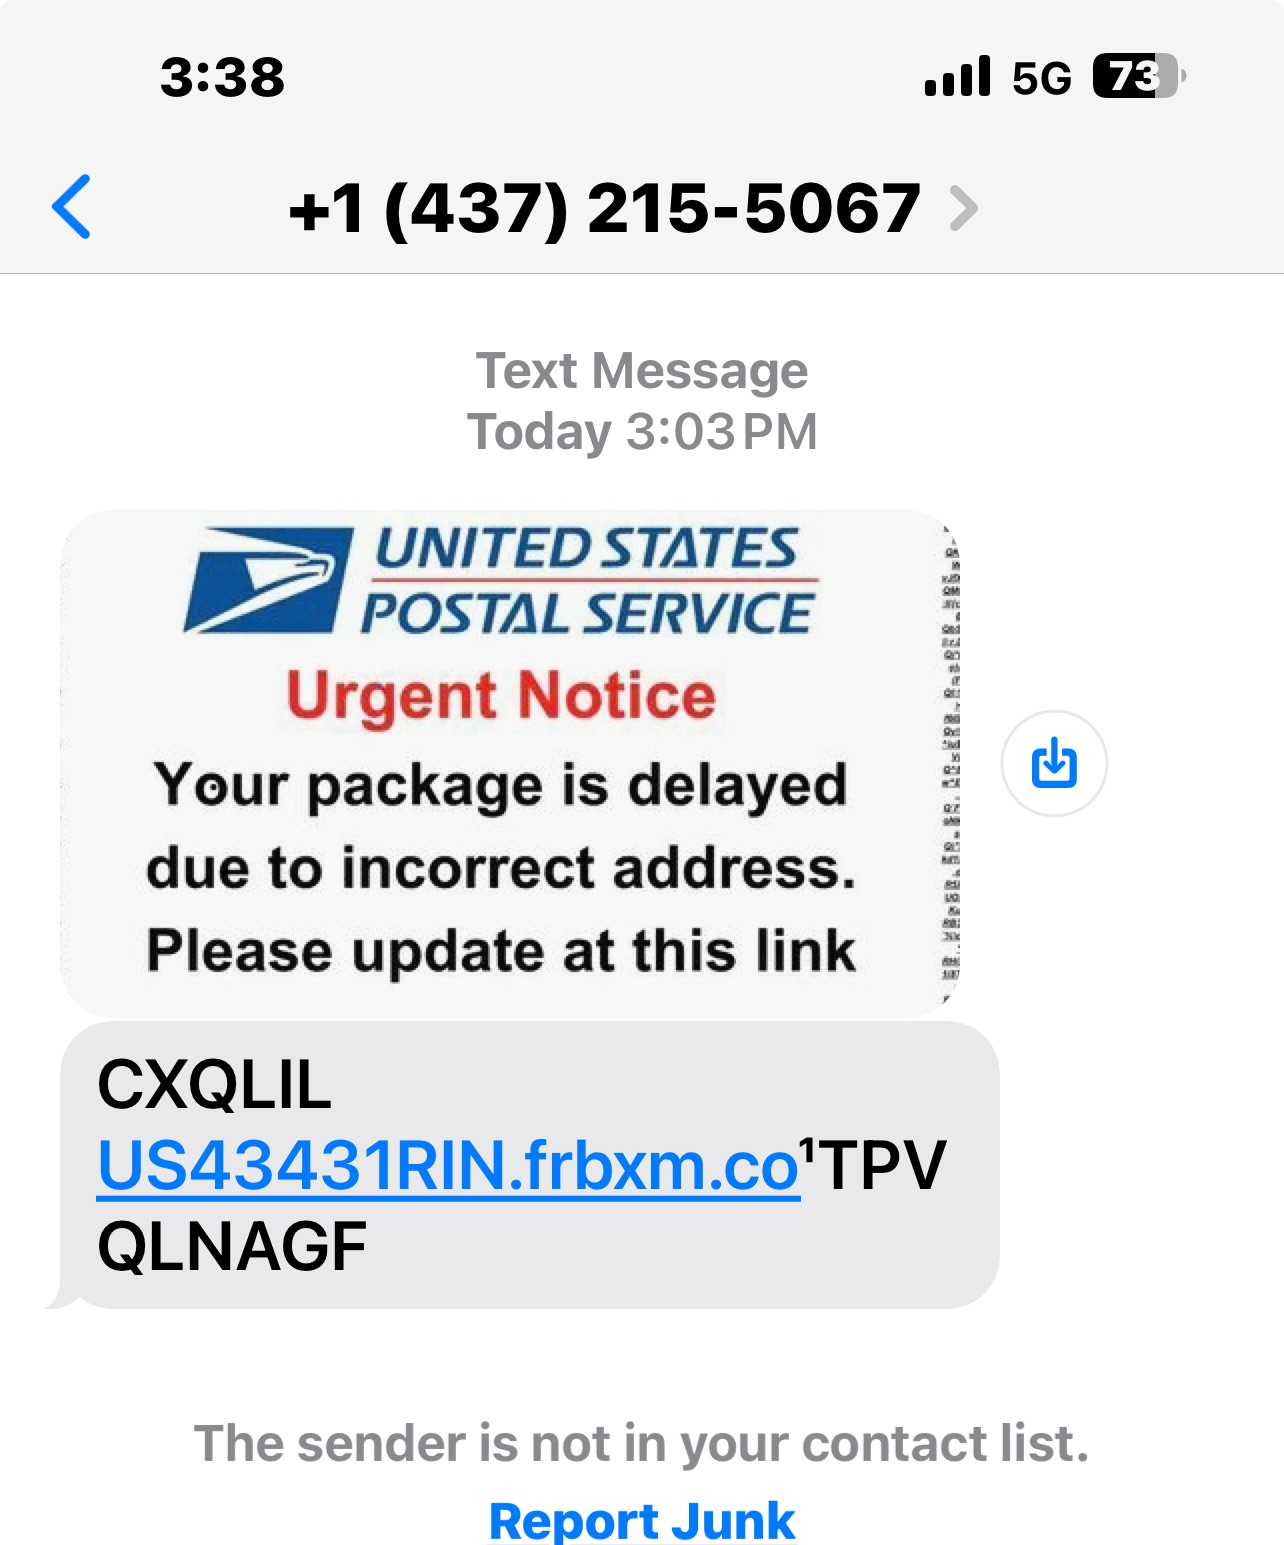 3:38
5G 73
+1 (437) 215-5067
Text Message
Today 3:03 PM
UNITED STATES
POSTAL SERVICE
Urgent Notice
Your package is delayed
due to incorrect address.
Please update at this link
CXQLIL
US43431RIN.frbxm.co¹TPV
QLNAGF
The sender is not in your contact list.
Report Junk